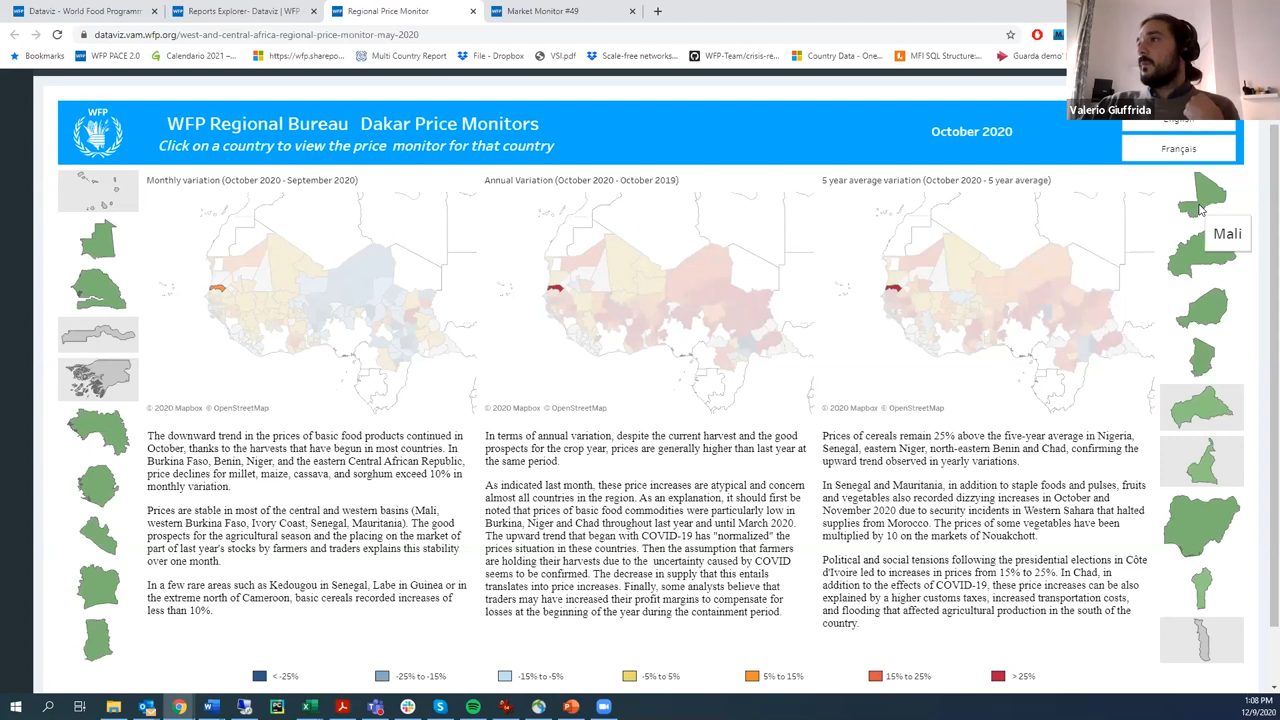 Dataviz - World Food Programm
Reports Explorer- Dataviz | WFP
Regional Price Monitor
Market Monitor #49
dataviz.vam.wfp.org/west-and-central-africa-regional-price-monitor-may-2020
Bookmarks
WFP PACE 2.0
Calendario 2021 –...
https://wfp.sharepo...
Multi Country Report
File - Dropbox
VSI.pdf
Scale-free networks...
WFP-Team/crisis-re...
Country Data - One...
MFI SQL Structure:...
Guarda demo'
Valerio Giuffrida
WFP
WFP Regional Bureau Dakar Price Monitors
Click on a country to view the price monitor for that country
October 2020
English
Français
Monthly variation (October 2020 - September 2020)
Annual Variation (October 2020 - October 2019)
5 year average variation (October 2020 - 5 year average)
Mali
© 2020 Mapbox © OpenStreetMap
© 2020 Mapbox © OpenStreetMap
© 2020 Mapbox © OpenStreetMap
The downward trend in the prices of basic food products continued in
October, thanks to the harvests that have begun in most countries. In
Burkina Faso, Benin, Niger, and the eastern Central African Republic,
price declines for millet, maize, cassava, and sorghum exceed 10% in
monthly variation.
Prices are stable in most of the central and western basins (Mali,
western Burkina Faso, Ivory Coast, Senegal, Mauritania). The good
prospects for the agricultural season and the placing on the market of
part of last year's stocks by farmers and traders explains this stability
over one month.
In a few rare areas such as Kedougou in Senegal, Labe in Guinea or in
the extreme north of Cameroon, basic cereals recorded increases of
less than 10%.
In terms of annual variation, despite the current harvest and the good
prospects for the crop year, prices are generally higher than last year at
the same period.
As indicated last month, these price increases are atypical and concern
almost all countries in the region. As an explanation, it should first be
noted that prices of basic food commodities were particularly low in
Burkina, Niger and Chad throughout last year and until March 2020.
The upward trend that began with COVID-19 has "normalized" the
prices situation in these countries. Then the assumption that farmers
are holding their harvests due to the uncertainty caused by COVID
seems to be confirmed. The decrease in supply that this entails
translates into price increases. Finally, some analysts believe that
traders may have increased their profit margins to compensate for
losses at the beginning of the year during the containment period.
Prices of cereals remain 25% above the five-year average in Nigeria,
Senegal, eastern Niger, north-eastern Benin and Chad, confirming the
upward trend observed in yearly variations.
In Senegal and Mauritania, in addition to staple foods and pulses, fruits
and vegetables also recorded dizzying increases in October and
November 2020 due to security incidents in Western Sahara that halted
supplies from Morocco. The prices of some vegetables have been
multiplied by 10 on the markets of Nouakchott.
Political and social tensions following the presidential elections in Côte
d'Ivoire led to increases in prices from 15% to 25%. In Chad, in
addition to the effects of COVID-19, these price increases can be also
explained by a higher customs taxes, increased transportation costs,
and flooding that affected agricultural production in the south of the
country.
< -25%
-25% to -15%
-15% to -5%
-5% to 5%
5% to 15%
15% to 25%
> 25%
1:08 PM
12/9/2020